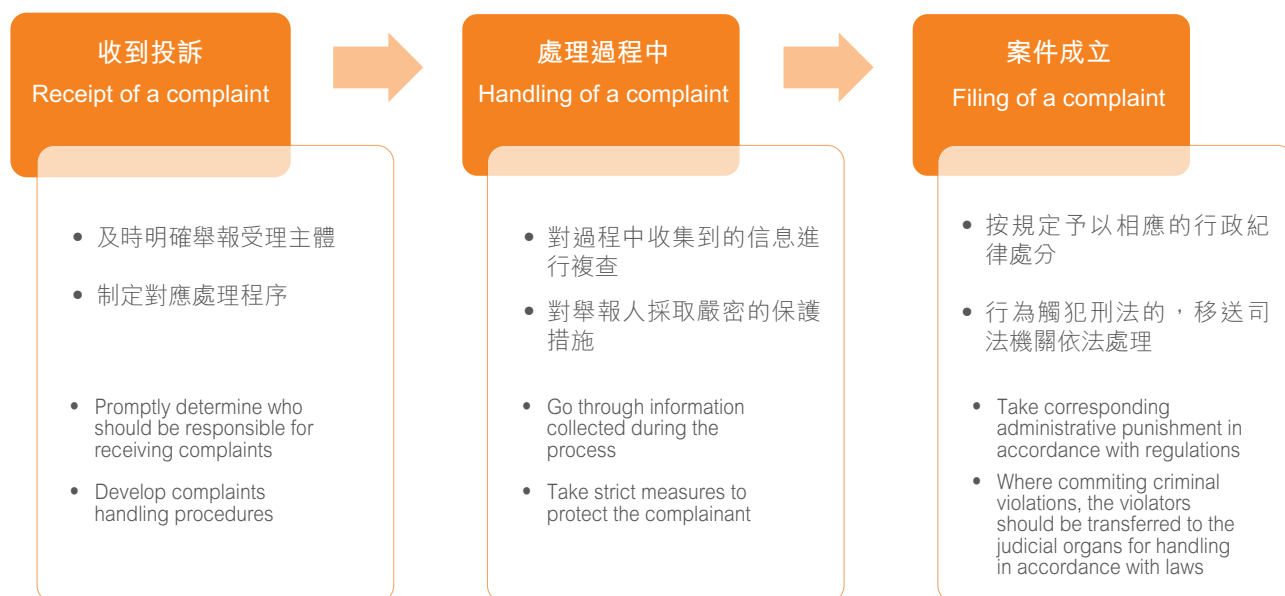 收到投訴
Receipt of a complaint
及時明確舉報受理主體
制定對應處理程序
• Promptly determine who
should be responsible for
receiving complaints
• Develop complaints
handling procedures
處理過程中
Handling of a complaint
• 對過程中收集到的信息進
行複查
• 對舉報人採取嚴密的保護
措施
• Go through information
collected during the
process
• Take strict measures to
protect the complainant
案件成立
Filing of a complaint
• 按規定予以相應的行政紀
律處分
• 行為觸犯刑法的，移送司
法機關依法處理
• Take corresponding
administrative punishment in
accordance with regulations
• Where commiting criminal
violations, the violators
should be transferred to the
judicial organs for handling
in accordance with laws